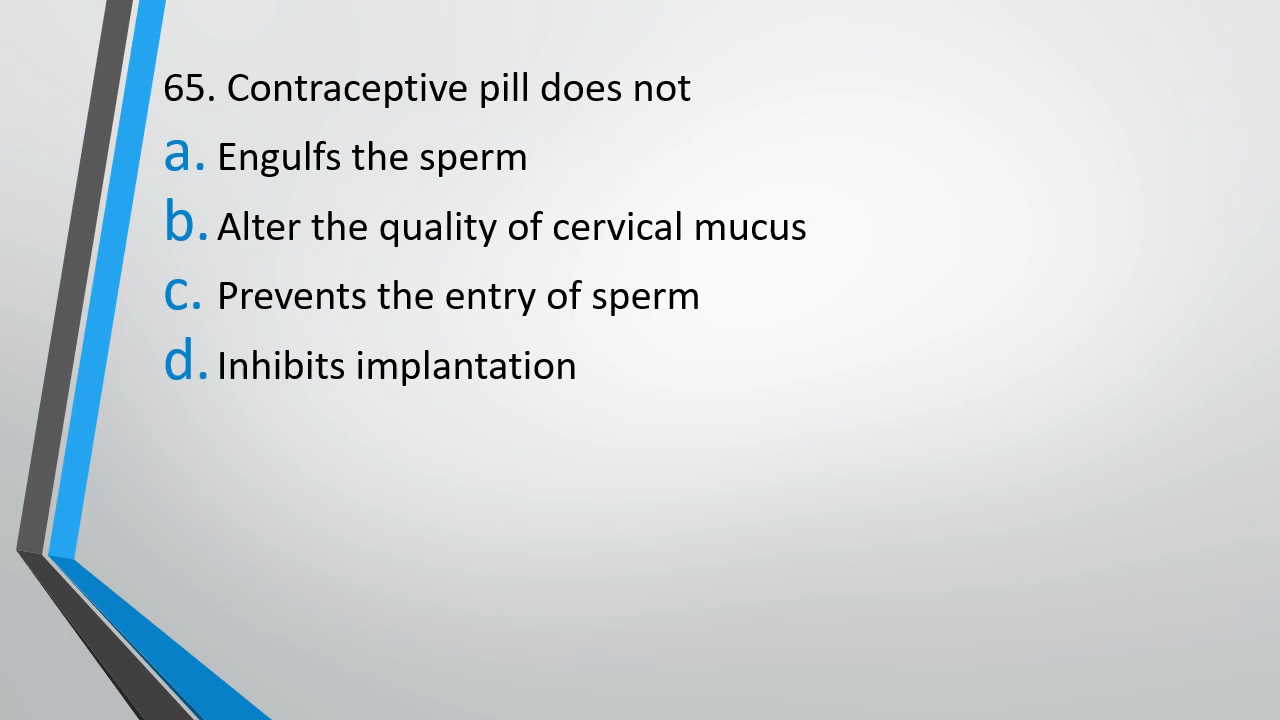 65. Contraceptive pill does not
a. Engulfs the sperm
b. Alter the quality of cervical mucus
c. Prevents the entry of sperm
d. Inhibits implantation